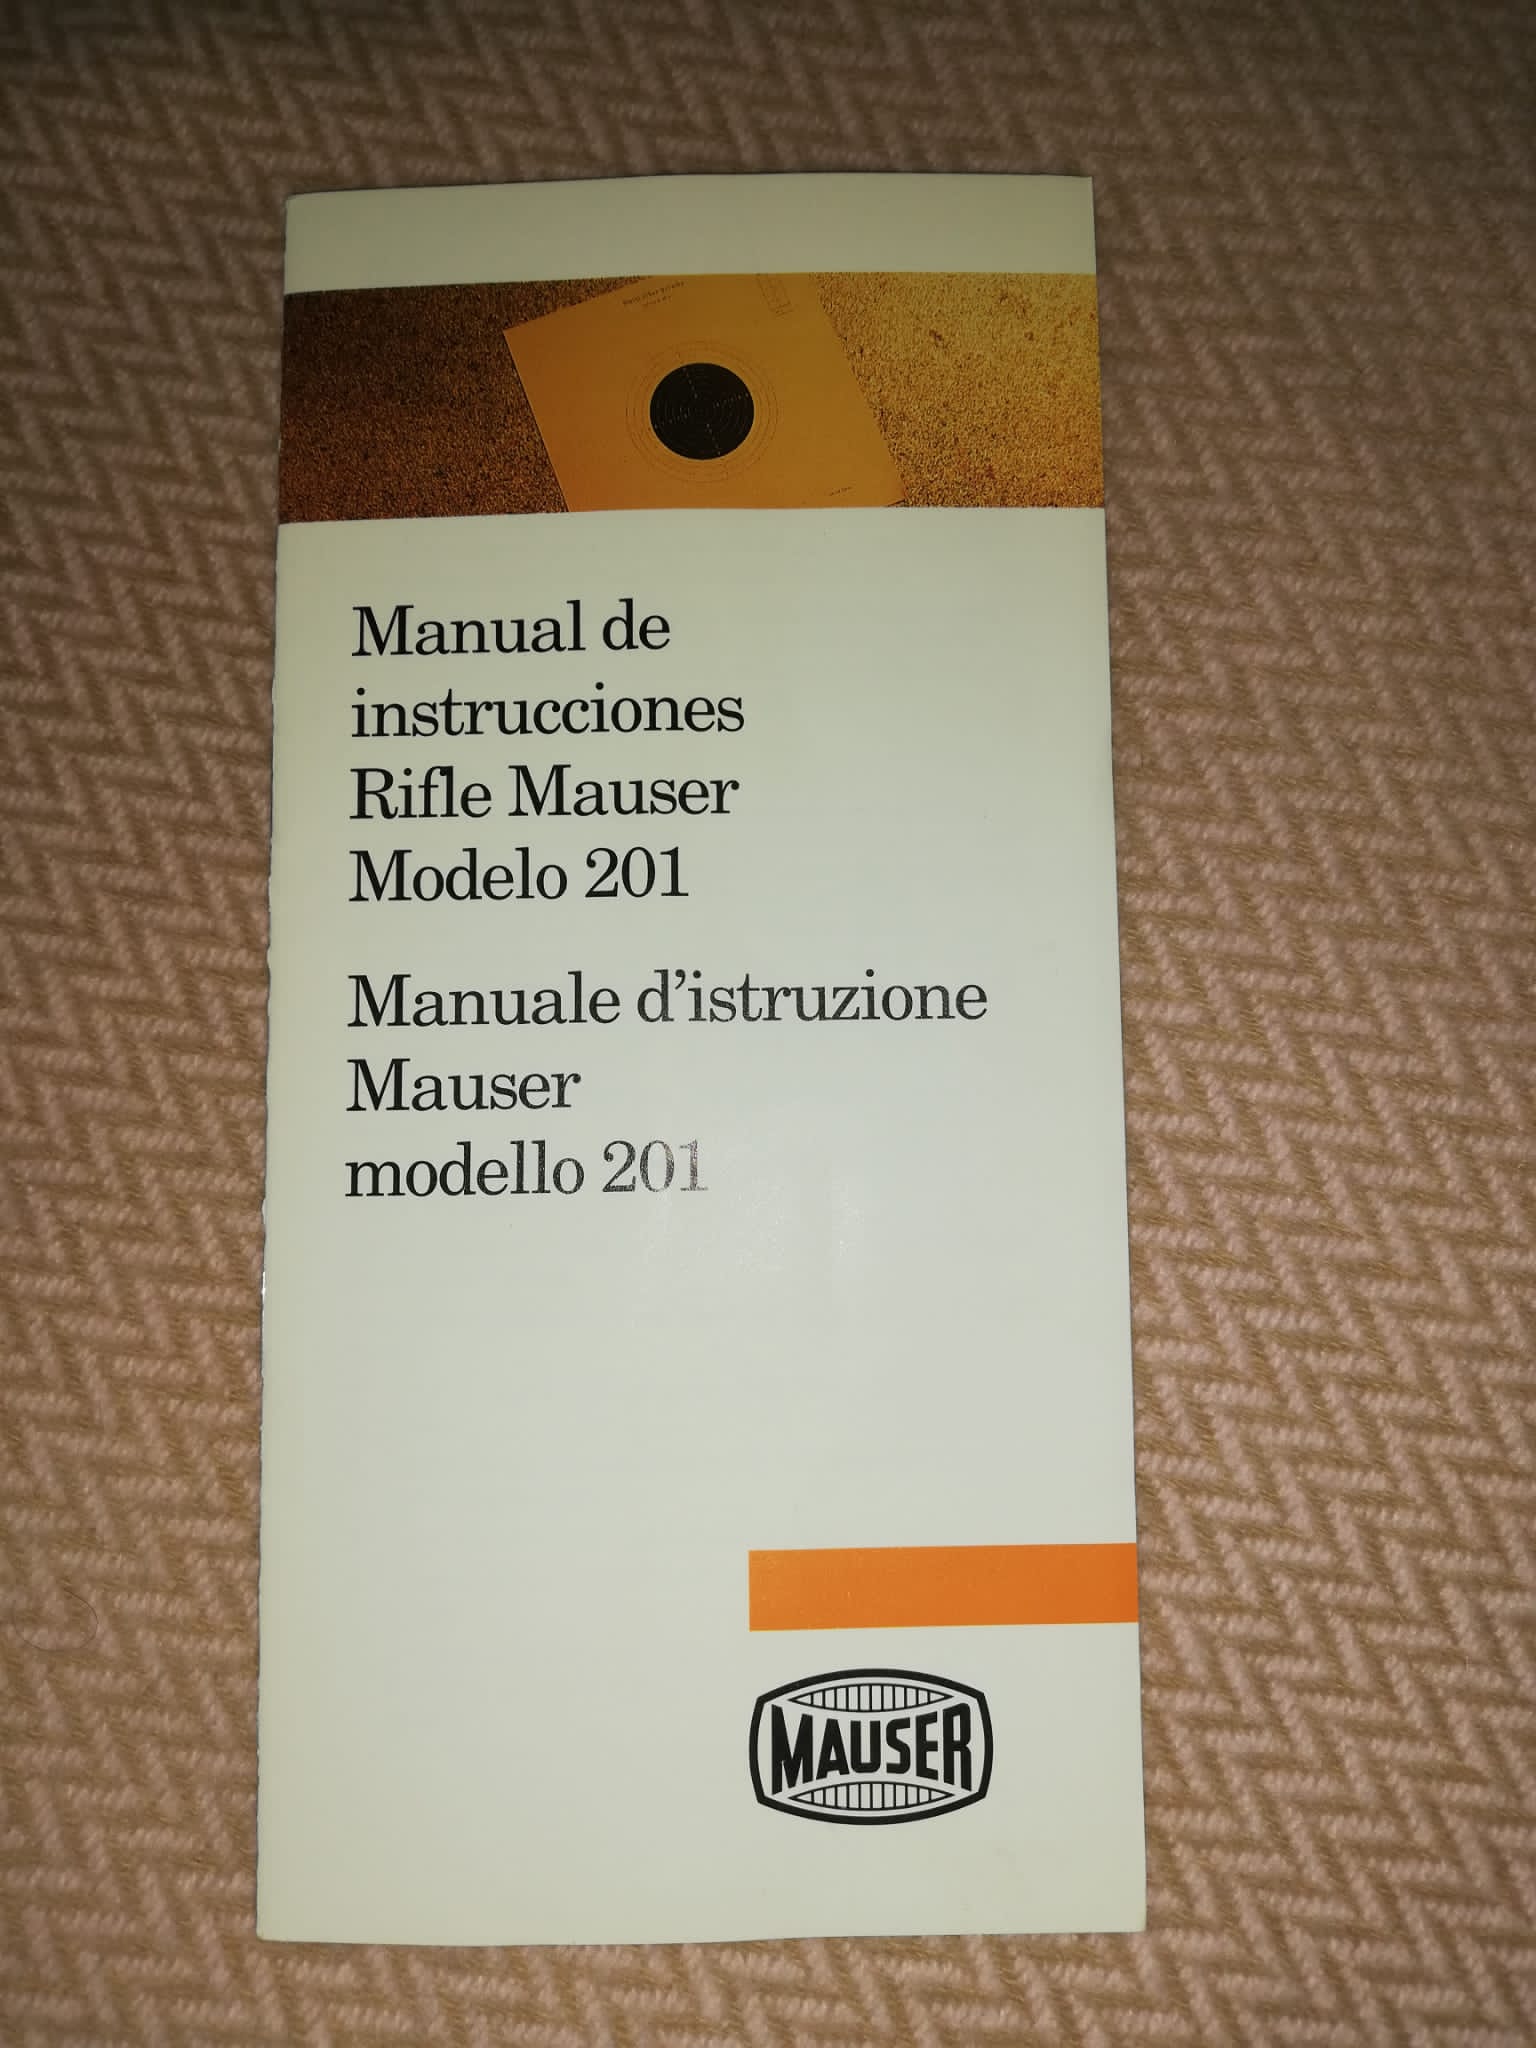 Manual de
instrucciones
Rifle Mauser
Modelo 201
Manuale d'istruzione
Mauser
modello 201
MAUSER